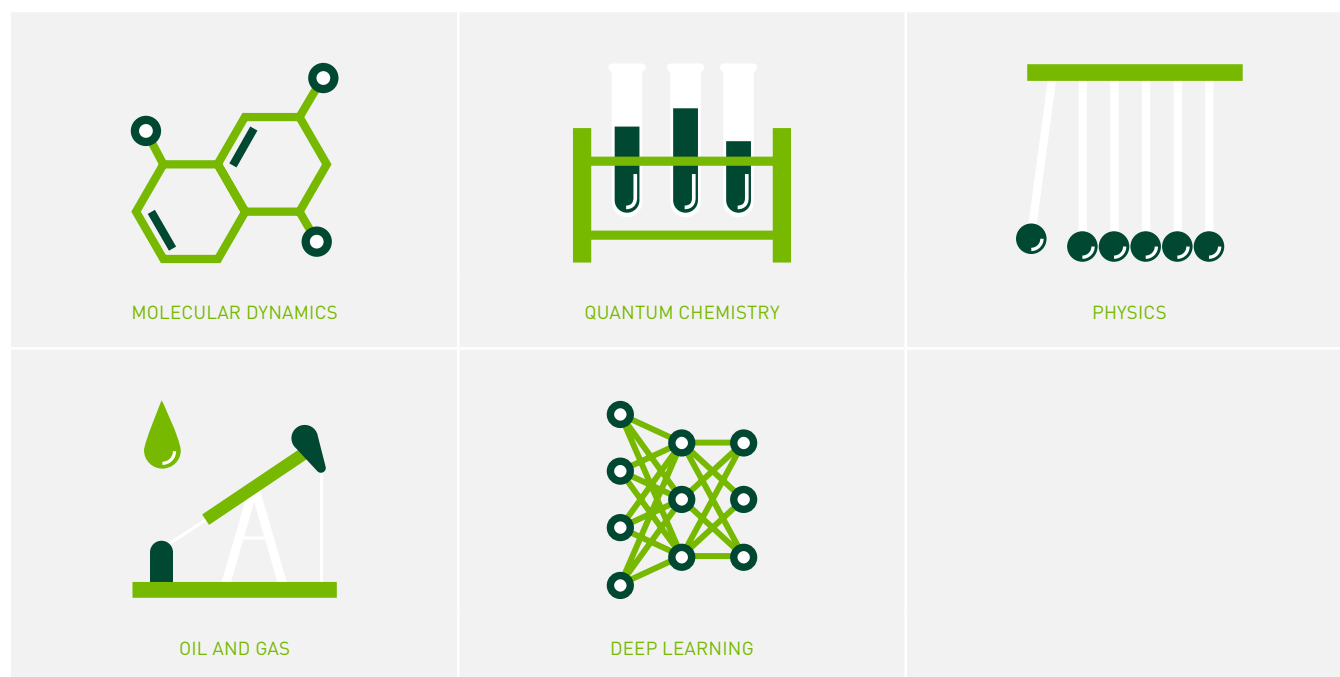 MOLECULAR DYNAMICS
QUANTUM CHEMISTRY
PHYSICS
OIL AND GAS
DEEP LEARNING